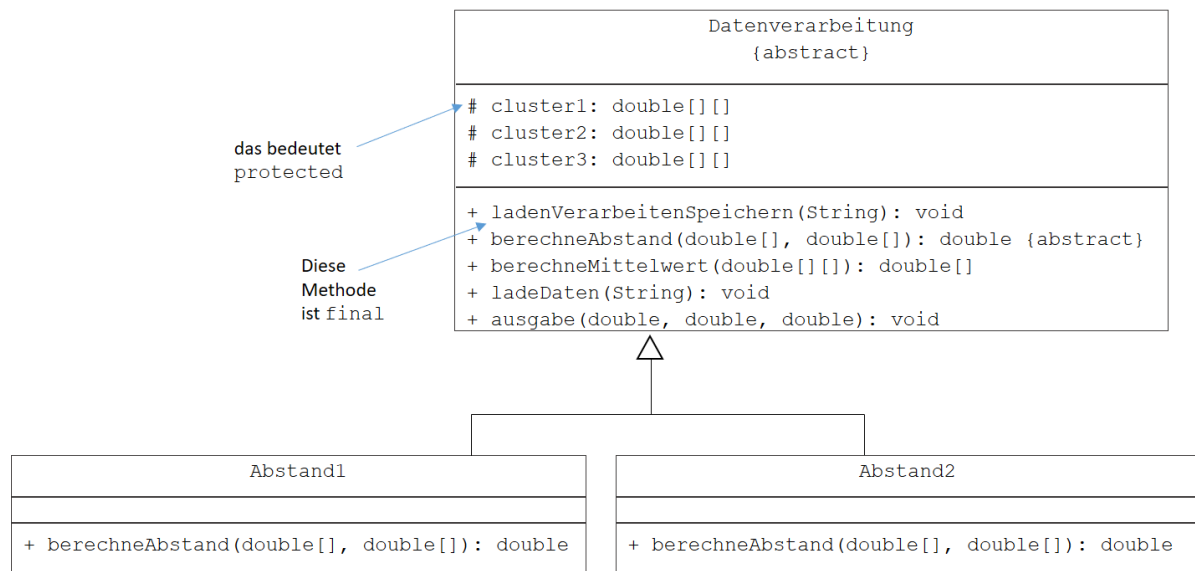 Datenverarbeitung
{abstract}
# cluster1: double[][]
# cluster2: double[][]
# cluster3: double[][]
das bedeutet
protected
+ ladenVerarbeitenSpeichern(String): void
+ berechneAbstand(double[], double[]): double {abstract}
+ berechneMittelwert(double[][]): double[]
+ ladeDaten(String): void
+ ausgabe(double, double, double): void
Diese
Methode
ist final
Abstand1
+ berechneAbstand(double[], double[]): double
Abstand2
+ berechneAbstand(double[], double[]): double